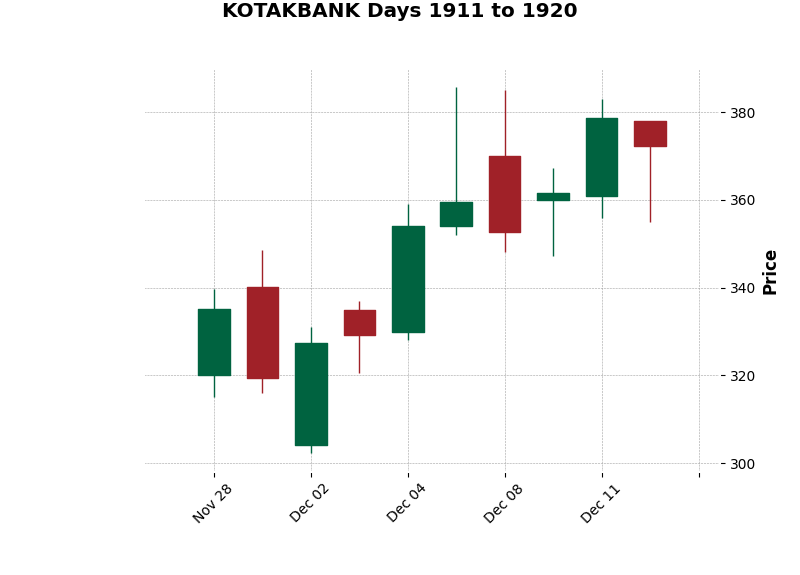 KOTAKBANK Days 1911 to 1920
380
360
340
320
300
Price
Nov 28
Dec 02
Dec 04
Dec 08
Dec 11